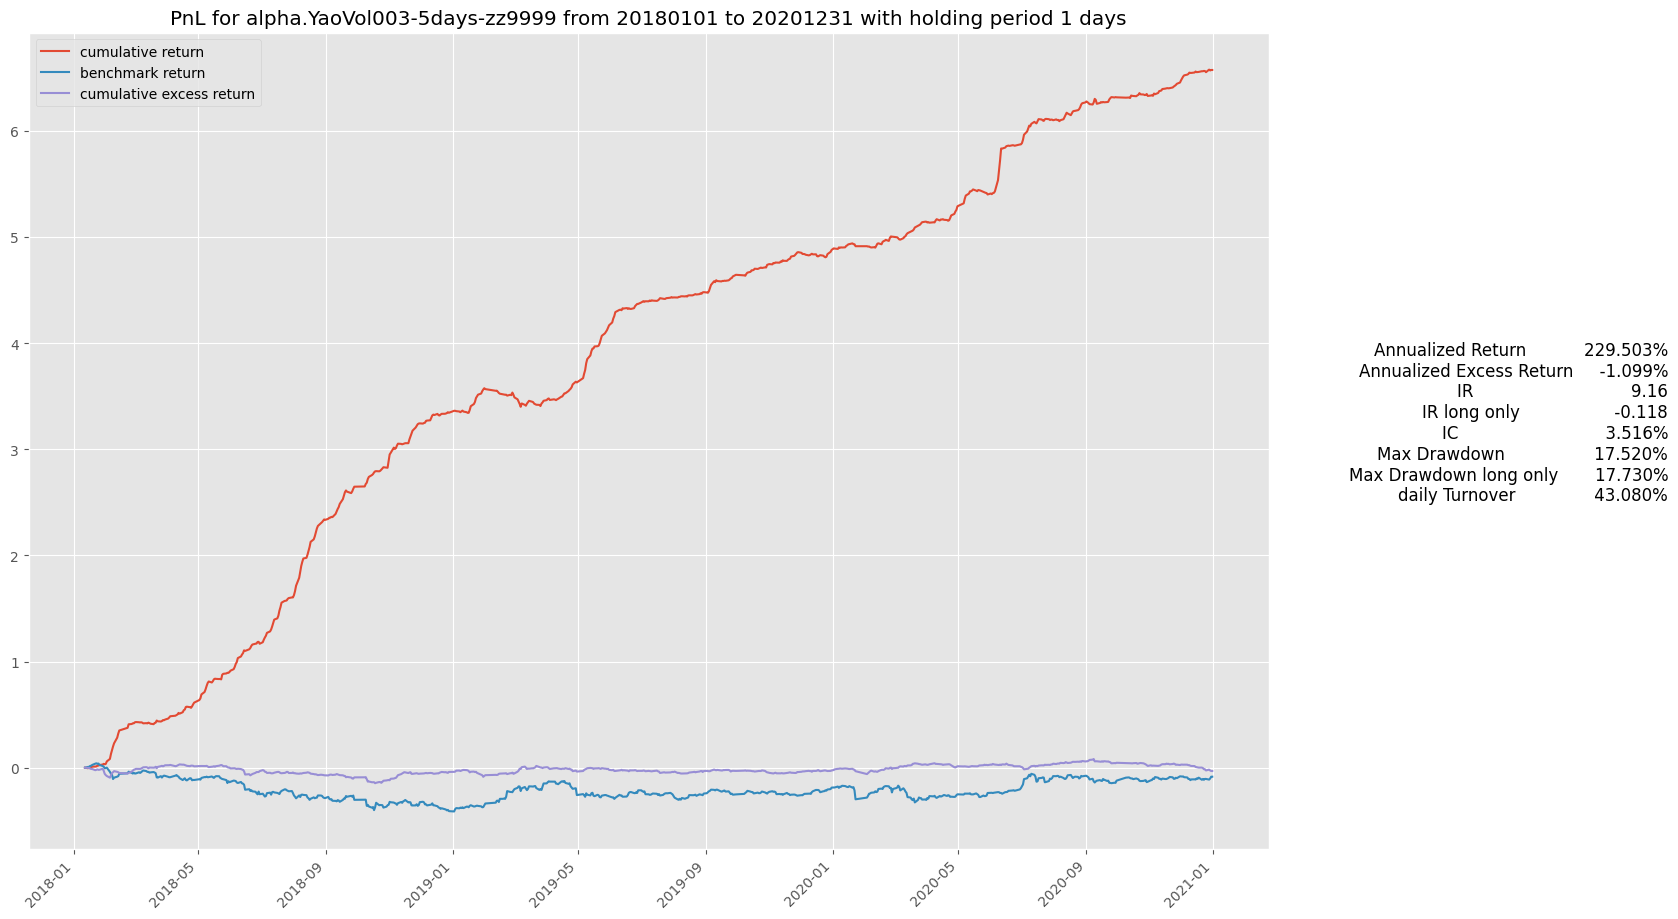 PnL for alpha.YaoVol003-5days-zz9999 from 20180101 to 20201231 with holding period 1 days
cumulative return
benchmark return
cumulative excess return
6
5
4
3
2
1
0
2018-01
2018-05
2018-09
2019-01
2019-05
2019-09
2020-01
2020-05
2020-09
2021-01
Annualized Return 229.503%
Annualized Excess Return -1.099%
IR 9.16
IR long only -0.118
IC 3.516%
Max Drawdown 17.520%
Max Drawdown long only 17.730%
daily Turnover 43.080%